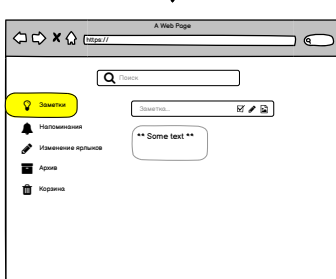 A Web Page
https://
Поиск
Заметки
Заметка...
Напоминания
** Some text **
Изменение ярлыков
Архив
Корзина